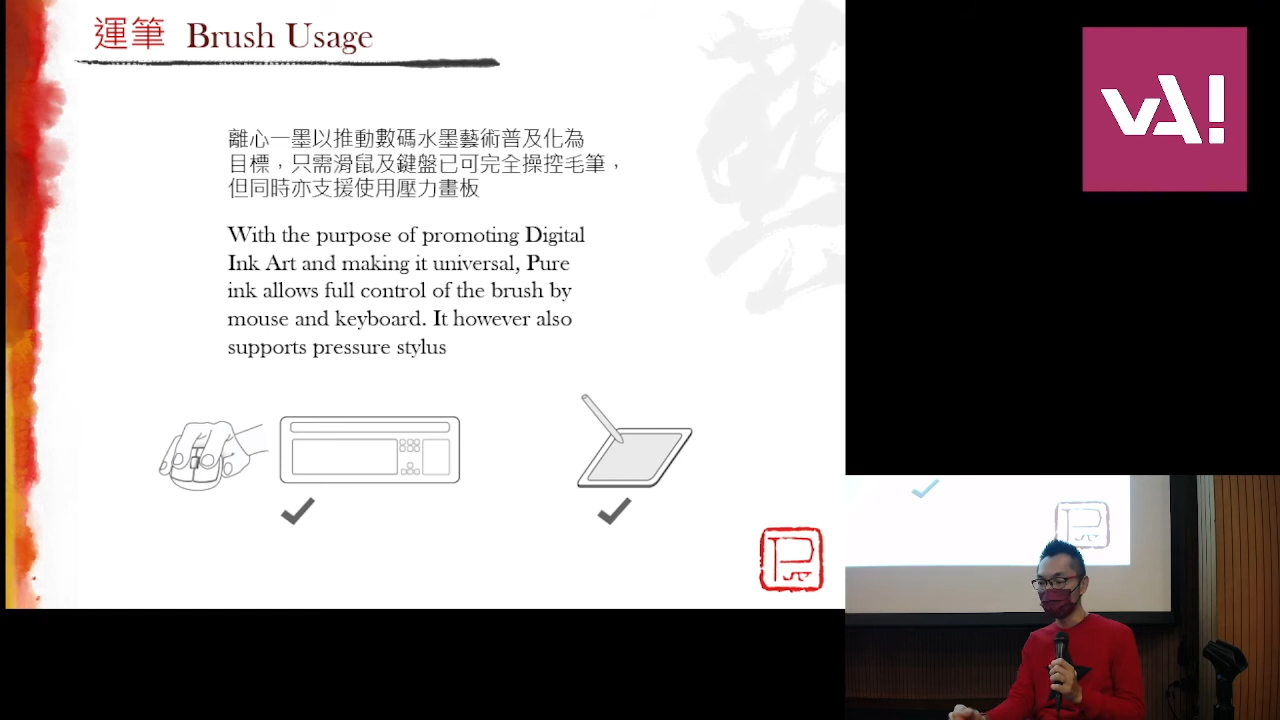 運筆 Brush Usage
離心一墨以推動數碼水墨藝術普及化為
目標，只需滑鼠及鍵盤已可完全操控毛筆，
但同時亦支援使用壓力畫板
With the purpose of promoting Digital
Ink Art and making it universal, Pure
ink allows full control of the brush by
mouse and keyboard. It however also
supports pressure stylus
vA!